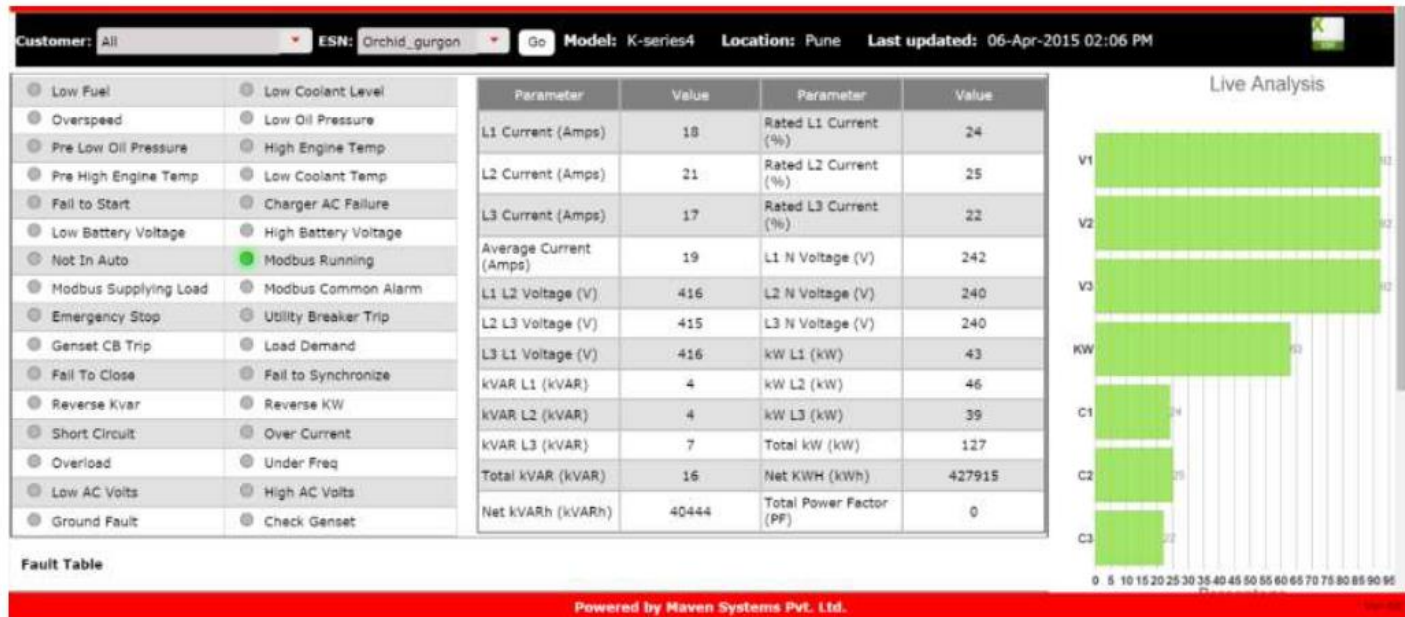 Customer: All ESN: Orchid_gurgon Go Model: K-series4 Location: Pune Last updated: 06-Apr-2015 02:06 PM
Low Fuel Low Coolant Level
Overspeed Low Oil Pressure
Pre Low Oil Pressure High Engine Temp
Pre High Engine Temp Low Coolant Temp
Fail to Start Charger AC Failure
Low Battery Voltage High Battery Voltage
Not In Auto Modbus Running
Modbus Supplying Load Modbus Common Alarm
Emergency Stop Utility Breaker Trip
Genset CB Trip Load Demand
Fail To Close Fail to Synchronize
Reverse Kvar Reverse KW
Short Circuit Over Current
Overload Under Freq
Low AC Volts High AC Volts
Ground Fault Check Genset
Parameter Value Parameter Value
L1 Current (Amps) 18 Rated L1 Current (%) 24
L2 Current (Amps) 21 Rated L2 Current (%) 25
L3 Current (Amps) 17 Rated L3 Current (%) 22
Average Current (Amps) 19 L1 N Voltage (V) 242
L1 L2 Voltage (V) 416 L2 N Voltage (V) 240
L2 L3 Voltage (V) 415 L3 N Voltage (V) 240
L3 L1 Voltage (V) 416 kW L1 (kW) 43
kVAR L1 (kVAR) 4 kW L2 (kW) 46
kVAR L2 (kVAR) 4 kW L3 (kW) 39
kVAR L3 (kVAR) 7 Total kW (kW) 127
Total kVAR (kVAR) 16 Net KWH (kWh) 427915
Net kVARh (kVARh) 40444 Total Power Factor (PF) 0
Live Analysis
V1 92
V2 92
V3 92
KW 63
C1 24
C2 25
C3 22
0 5 10 15 20 25 30 35 40 45 50 55 60 65 70 75 80 85 90 95
Fault Table
Powered by Maven Systems Pvt. Ltd.